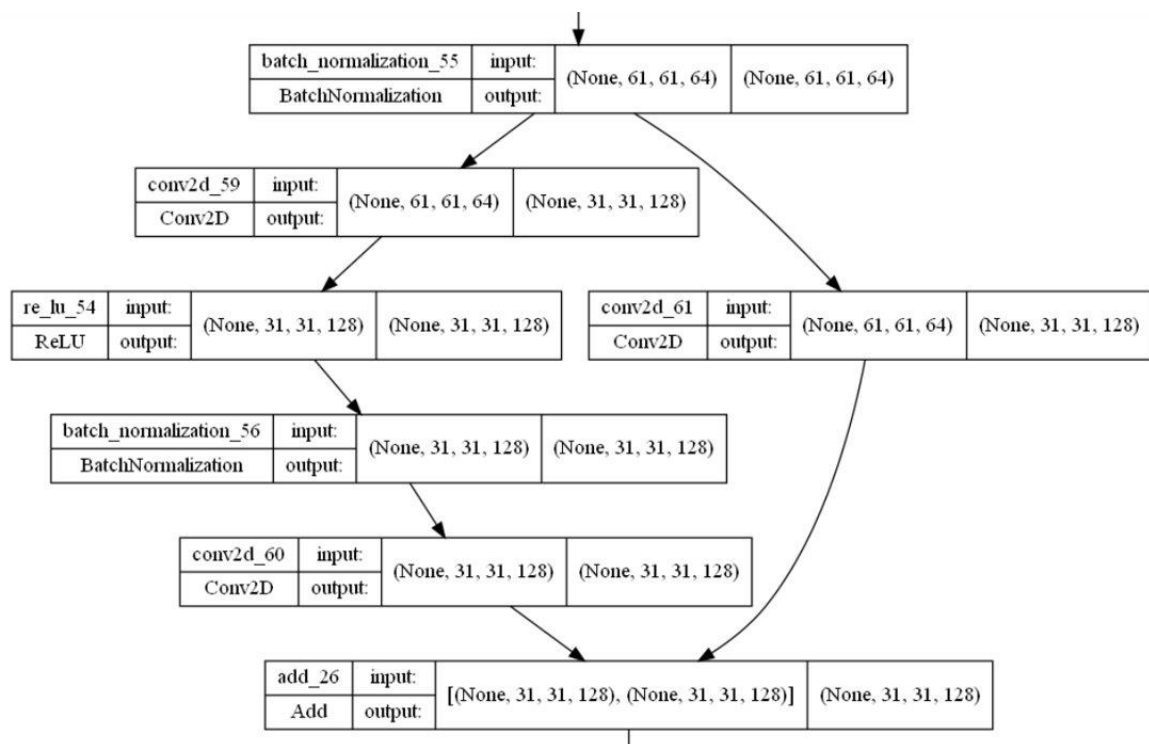 batch_normalization_55 input: (None, 61, 61, 64) (None, 61, 61, 64)
BatchNormalization output:
conv2d_59 input: (None, 61, 61, 64) (None, 31, 31, 128)
Conv2D output:
re_lu_54 input: (None, 31, 31, 128) (None, 31, 31, 128)
ReLU output:
conv2d_61 input: (None, 61, 61, 64) (None, 31, 31, 128)
Conv2D output:
batch_normalization_56 input: (None, 31, 31, 128) (None, 31, 31, 128)
BatchNormalization output:
conv2d_60 input: (None, 31, 31, 128) (None, 31, 31, 128)
Conv2D output:
add_26 input: [(None, 31, 31, 128), (None, 31, 31, 128)] (None, 31, 31, 128)
Add output: